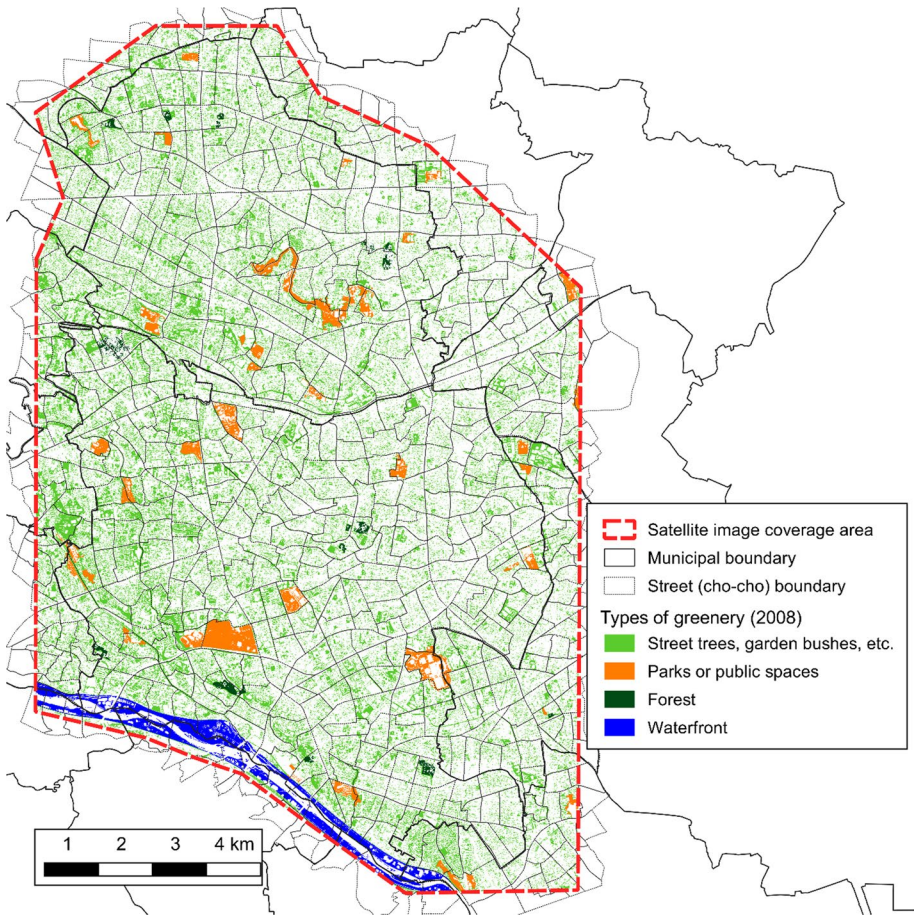 Satellite image coverage area
Municipal boundary
Street (cho-cho) boundary
Types of greenery (2008)
Street trees, garden bushes, etc.
Parks or public spaces
Forest
Waterfront
1 2 3 4 km